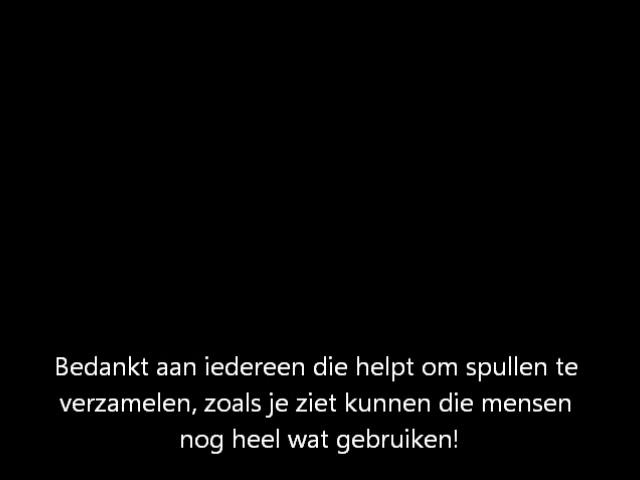 Bedankt aan iedereen die helpt om spullen te
verzamelen, zoals je ziet kunnen die mensen
nog heel wat gebruiken!